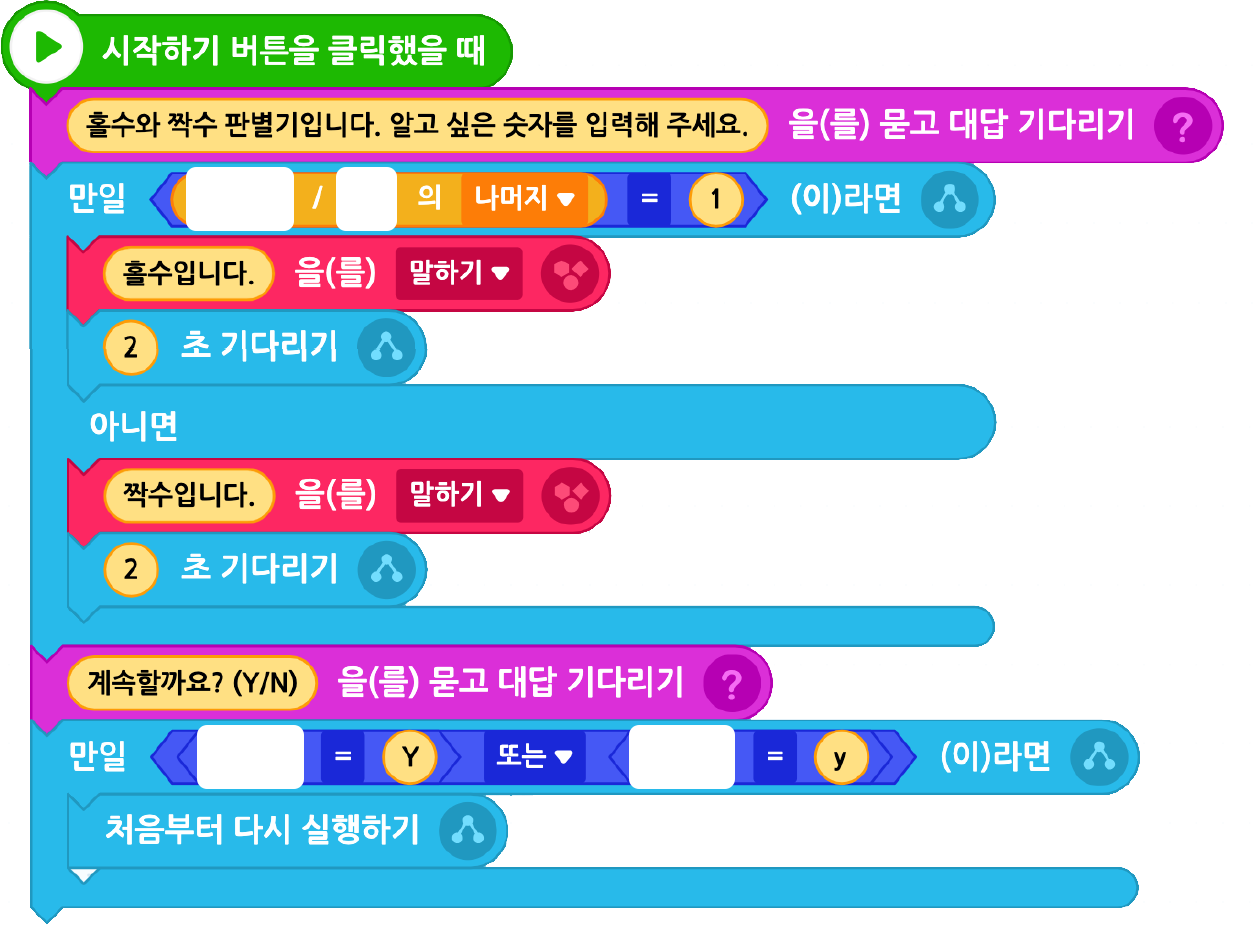 시작하기 버튼을 클릭했을 때
홀수와 짝수 판별기입니다. 알고 싶은 숫자를 입력해 주세요. 을(를) 묻고 대답 기다리기 ?
만일 / 의 나머지 = 1 (이)라면
홀수입니다. 을(를) 말하기
2 초 기다리기
아니면
짝수입니다. 을(를) 말하기
2 초 기다리기
계속할까요? (Y/N) 을(를) 묻고 대답 기다리기 ?
만일 = Y 또는 = y (이)라면
처음부터 다시 실행하기